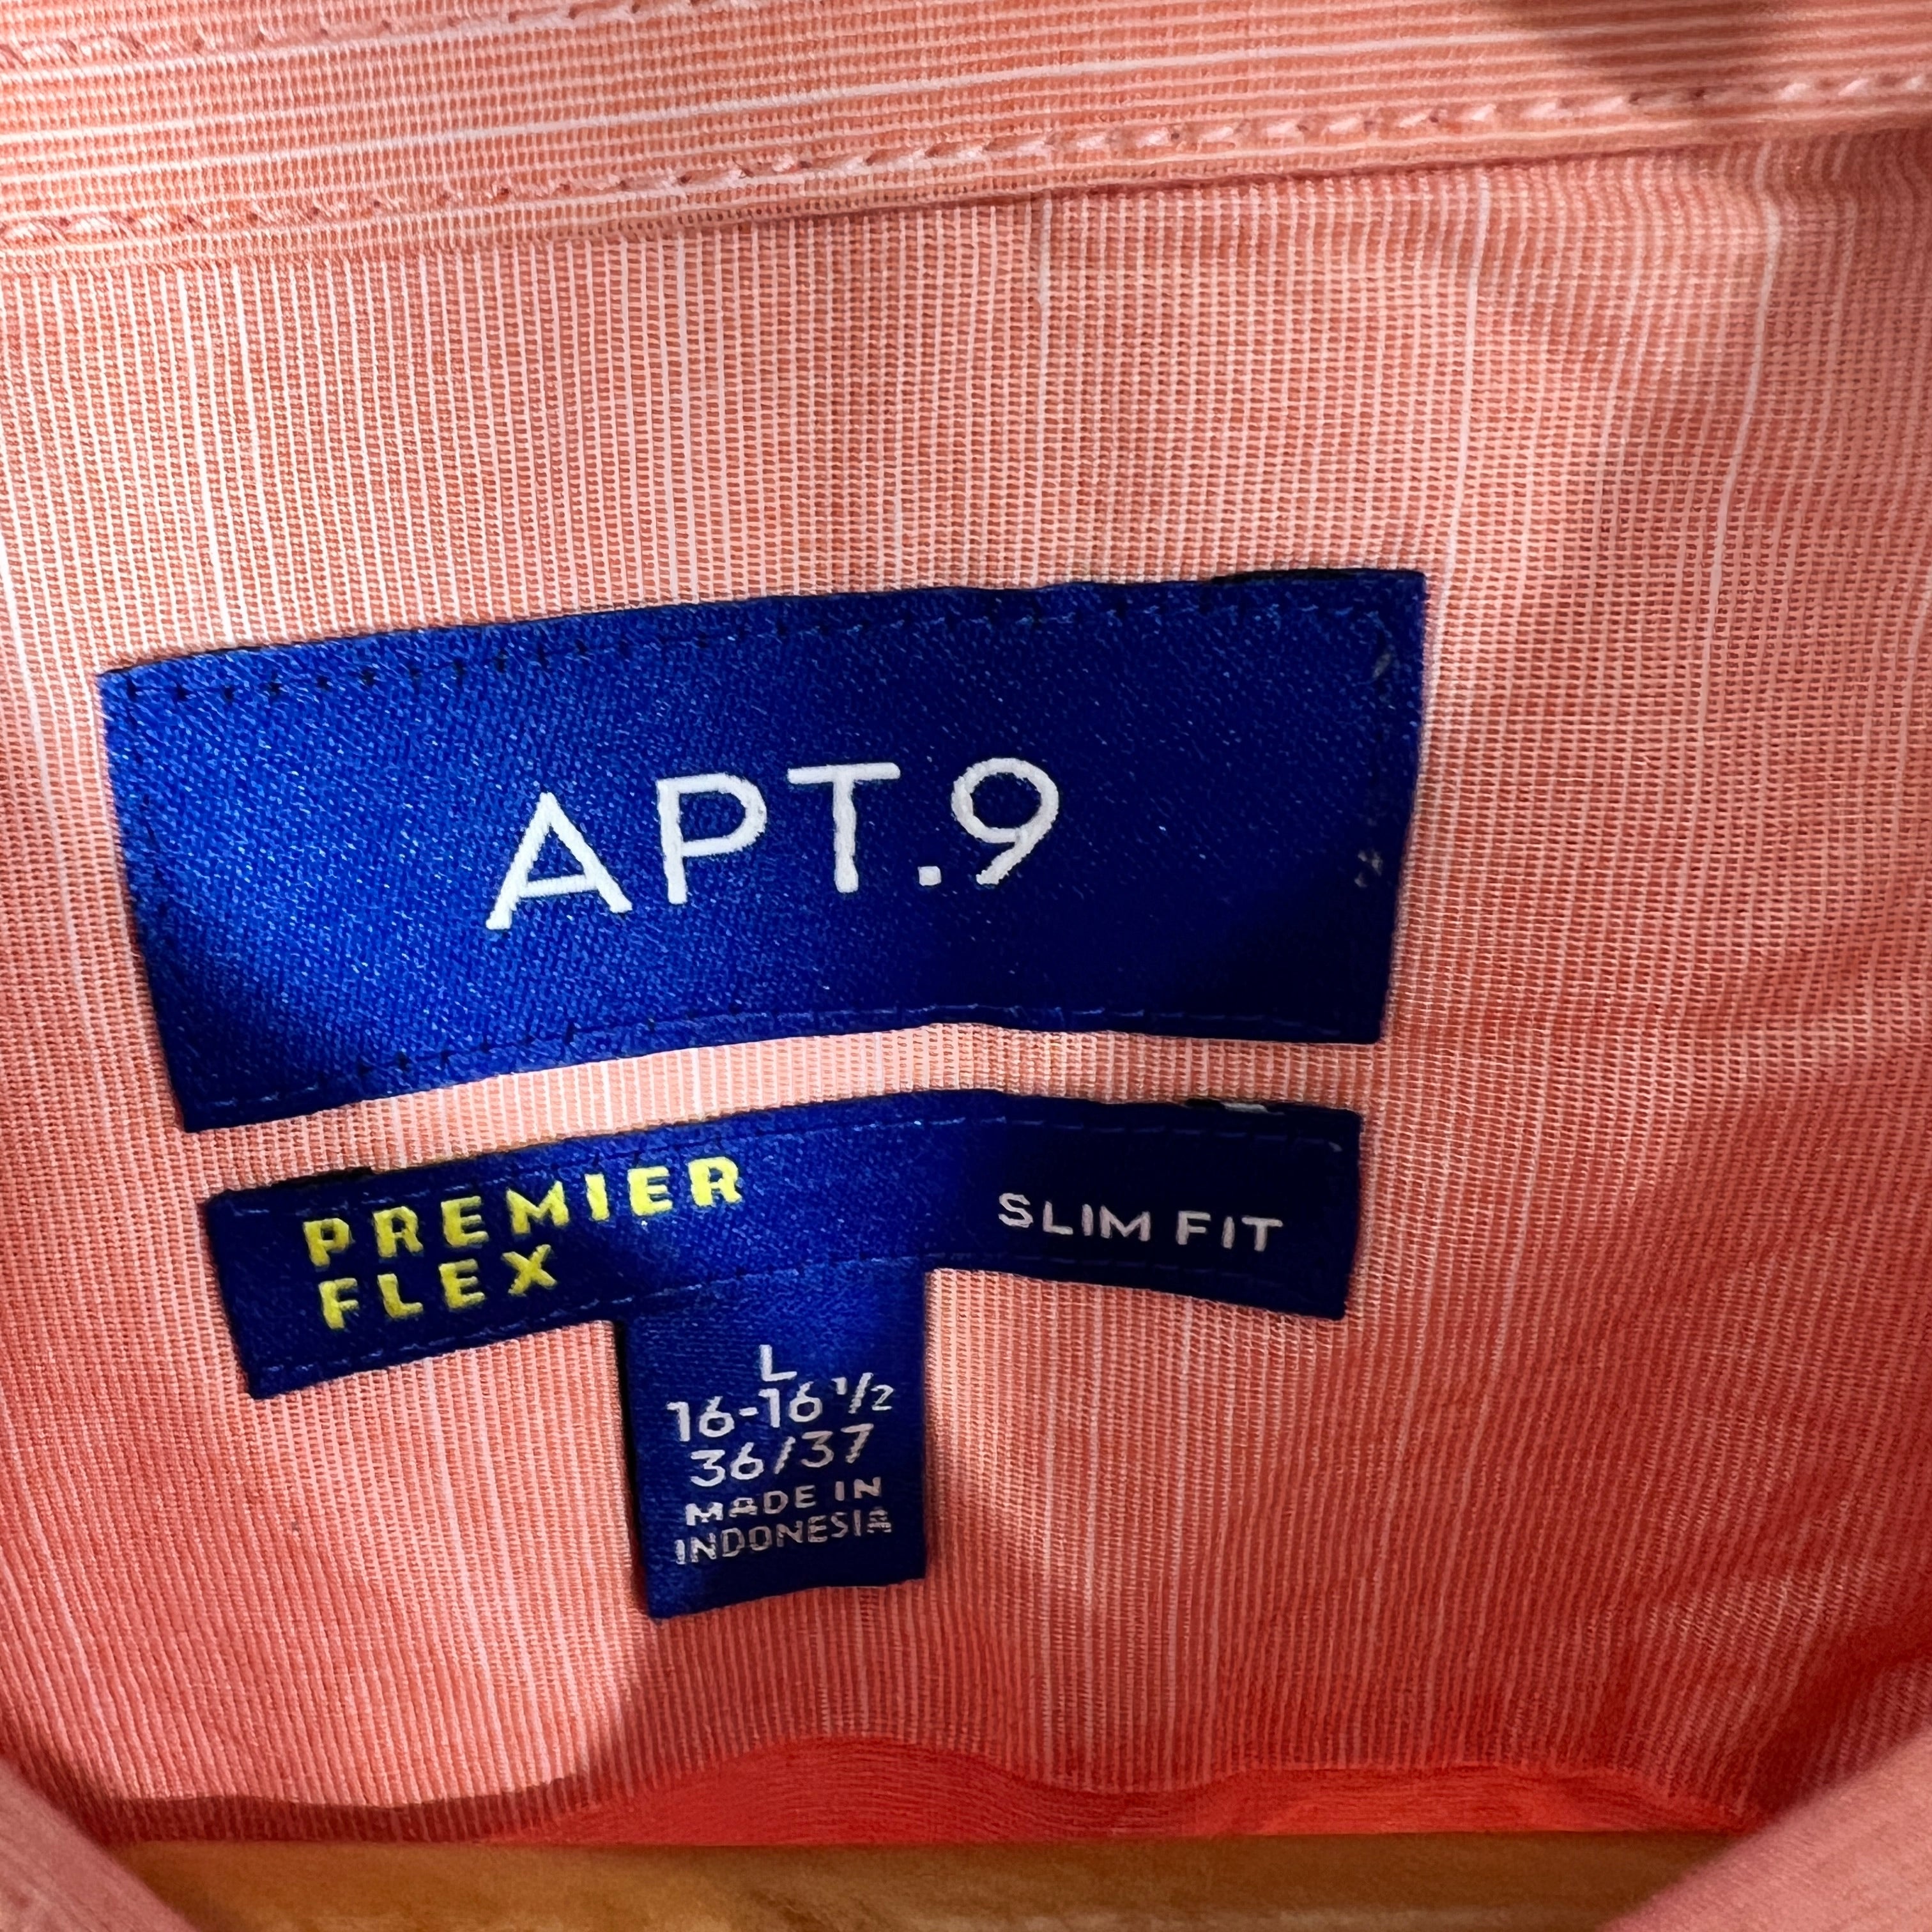 APT.9
PREMIER
FLEX
SLIM FIT
L
16-16 1/2
36/37
MADE IN
INDONESIA